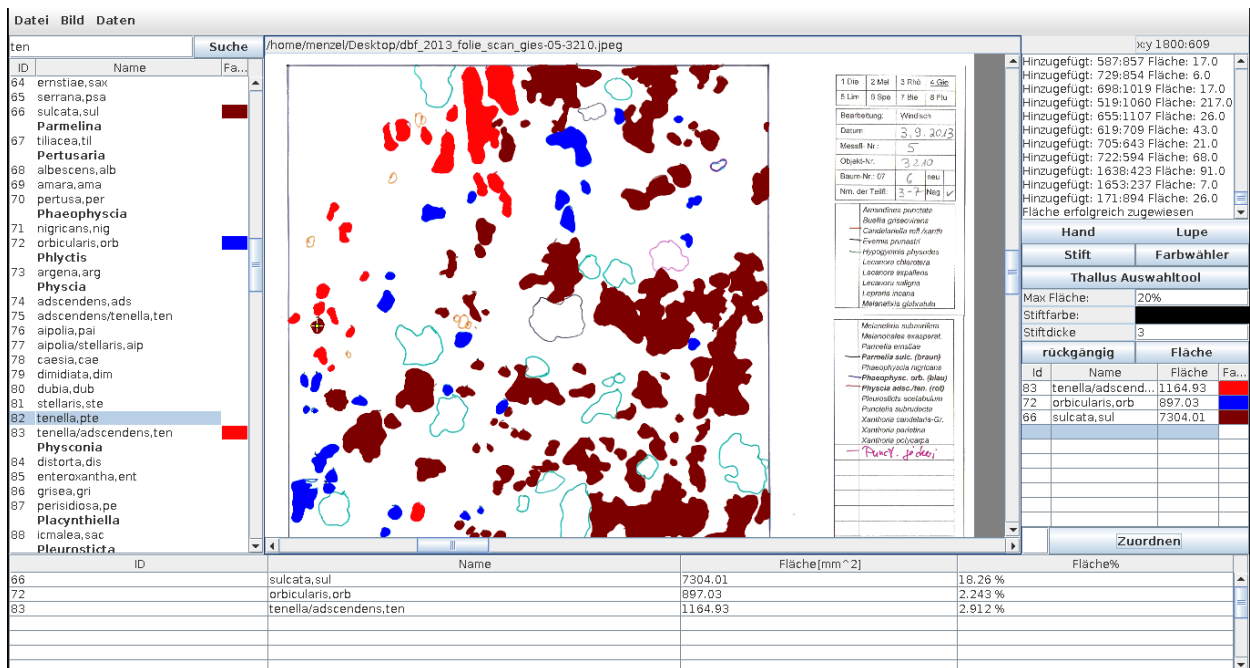 Datei Bild Daten
ten Suche /home/menzel/Desktop/dbf_2013_folie_scan_gies-05-3210.jpeg x:y 1800:609
ID Name Fa...
64 ernstiae,sax
65 serrana,psa
66 sulcata,sul
Parmelina
67 tiliacea,til
Pertusaria
68 albescens,alb
69 amara,ama
70 pertusa,per
Phaeophyscia
71 nigricans,nig
72 orbicularis,orb
Phlyctis
73 argena,arg
Physcia
74 adscendens,ads
75 adscendens/tenella,ten
76 aipolia,pai
77 aipolia/stellaris,aip
78 caesia,cae
79 dimidiata,dim
80 dubia,dub
81 stellaris,ste
82 tenella,pte
83 tenella/adscendens,ten
Physconia
84 distorta,dis
85 enteroxantha,ent
86 grisea,gri
87 perisidiosa,pe
Placynthiella
88 icmalea,sac
Pleurosticta
1 Die 2 Mel 3 Rhö 4 Gie
5 Lim 6 Spe 7 Bie 8 Flu
Bearbeitung: Windisch
Datum 3.9.2013
Messfl- Nr.: 5
Objekt-Nr. 3210
Baum-Nr.: 07 6 neu
Nrn. der Teilfl: 3-7 Neg
Amandinea punctata
Buellia griseovirens
Candelariella refl./xanth
Evernia prunastri
Hypogymnia physodes
Lecanora chlarotera
Lecanora expallens
Lecanora saligna
Lepraria incana
Melanelixia glabratula
Melanelixia subaurifera
Melanohalea exasperat.
Parmelia ernstiae
Parmelia sulc. (braun)
Phaeophyscia nigricans
Phaeophysc. orb. (blau)
Physcia adsc./ten. (rot)
Pleurosticta acetabulum
Punctelia subrudecta
Xanthoria candelaria-Gr.
Xanthoria parietina
Xanthoria polycarpa
Hinzugefügt: 587:857 Fläche: 17.0
Hinzugefügt: 729:854 Fläche: 6.0
Hinzugefügt: 698:1019 Fläche: 17.0
Hinzugefügt: 519:1060 Fläche: 217.0
Hinzugefügt: 655:1107 Fläche: 26.0
Hinzugefügt: 619:709 Fläche: 43.0
Hinzugefügt: 705:643 Fläche: 21.0
Hinzugefügt: 722:594 Fläche: 68.0
Hinzugefügt: 1638:423 Fläche: 91.0
Hinzugefügt: 1653:237 Fläche: 7.0
Hinzugefügt: 171:894 Fläche: 26.0
Fläche erfolgreich zugewiesen
Hand Lupe
Stift Farbwähler
Thallus Auswahltool
Max Fläche: 20%
Stiftfarbe:
Stiftdicke 3
rückgängig Fläche
Id Name Fläche Fa...
83 tenella/adscend... 1164.93
72 orbicularis,orb 897.03
66 sulcata,sul 7304.01
Zuordnen
ID Name Fläche[mm^2] Fläche%
66 sulcata,sul 7304.01 18.26 %
72 orbicularis,orb 897.03 2.243 %
83 tenella/adscendens,ten 1164.93 2.912 %